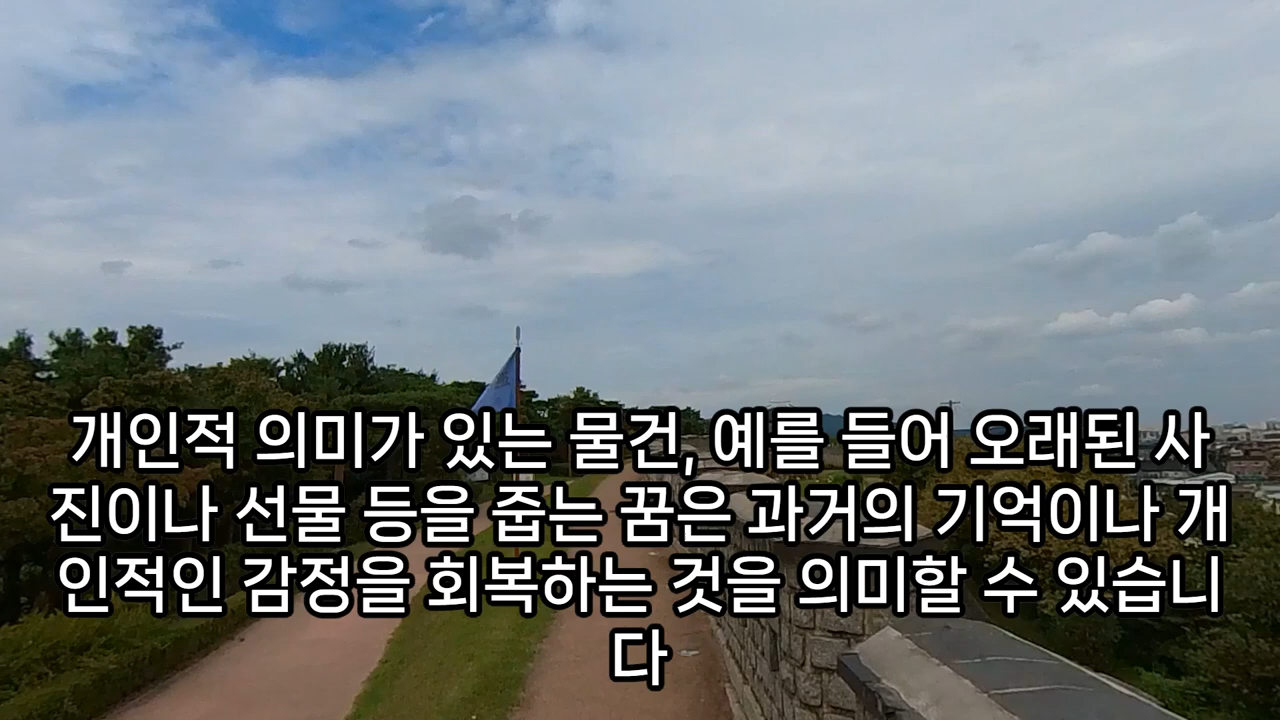 개인적 의미가 있는 물건, 예를 들어 오래된 사
진이나 선물 등을 줍는 꿈은 과거의 기억이나 개
인적인 감정을 회복하는 것을 의미할 수 있습니
다